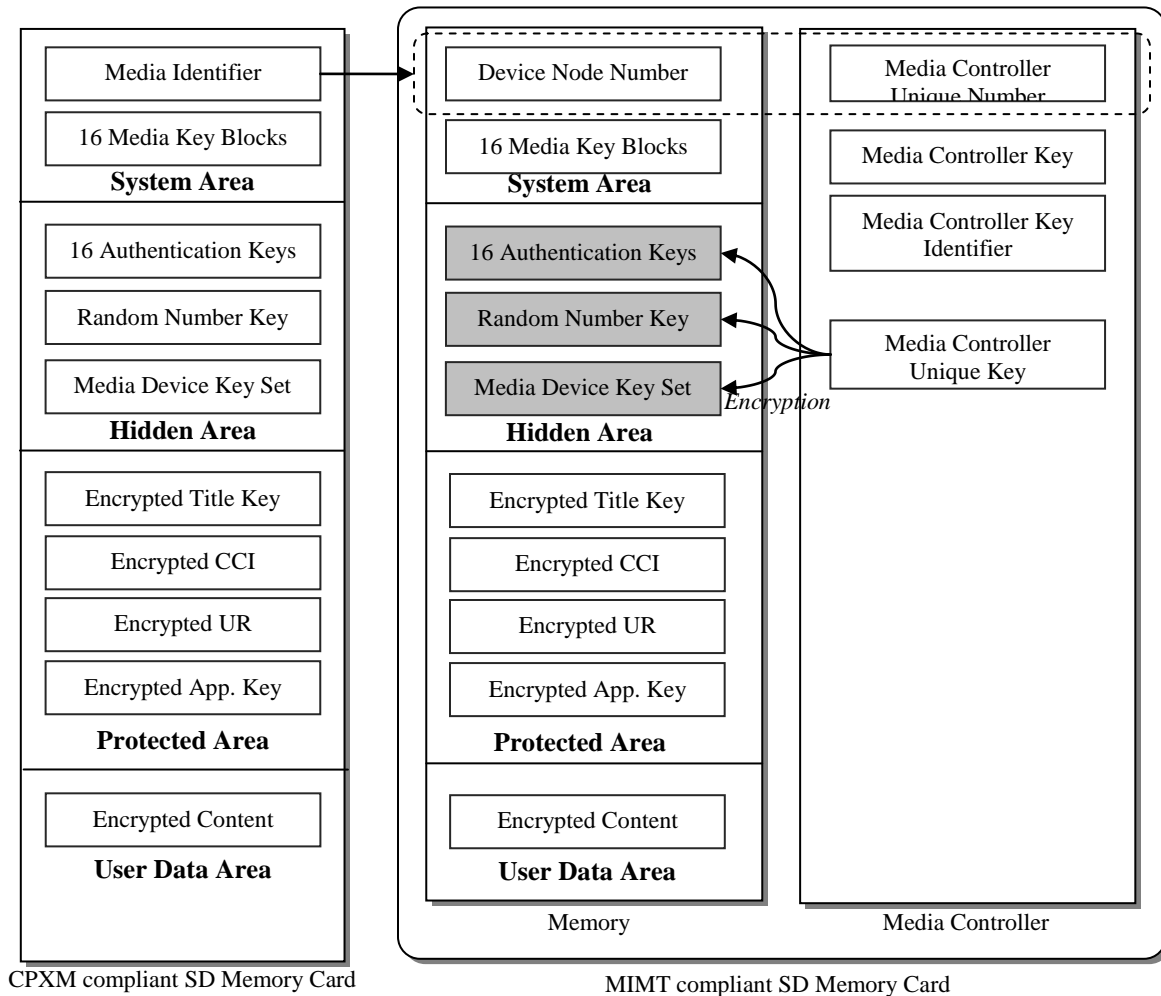 Media Identifier
16 Media Key Blocks
System Area
16 Authentication Keys
Random Number Key
Media Device Key Set
Hidden Area
Encrypted Title Key
Encrypted CCI
Encrypted UR
Encrypted App. Key
Protected Area
Encrypted Content
User Data Area
CPXM compliant SD Memory Card
Device Node Number
16 Media Key Blocks
System Area
16 Authentication Keys
Random Number Key
Media Device Key Set
Encryption
Hidden Area
Encrypted Title Key
Encrypted CCI
Encrypted UR
Encrypted App. Key
Protected Area
Encrypted Content
User Data Area
Memory
Media Controller
Unique Number
Media Controller Key
Media Controller Key
Identifier
Media Controller
Unique Key
Media Controller
MIMT compliant SD Memory Card